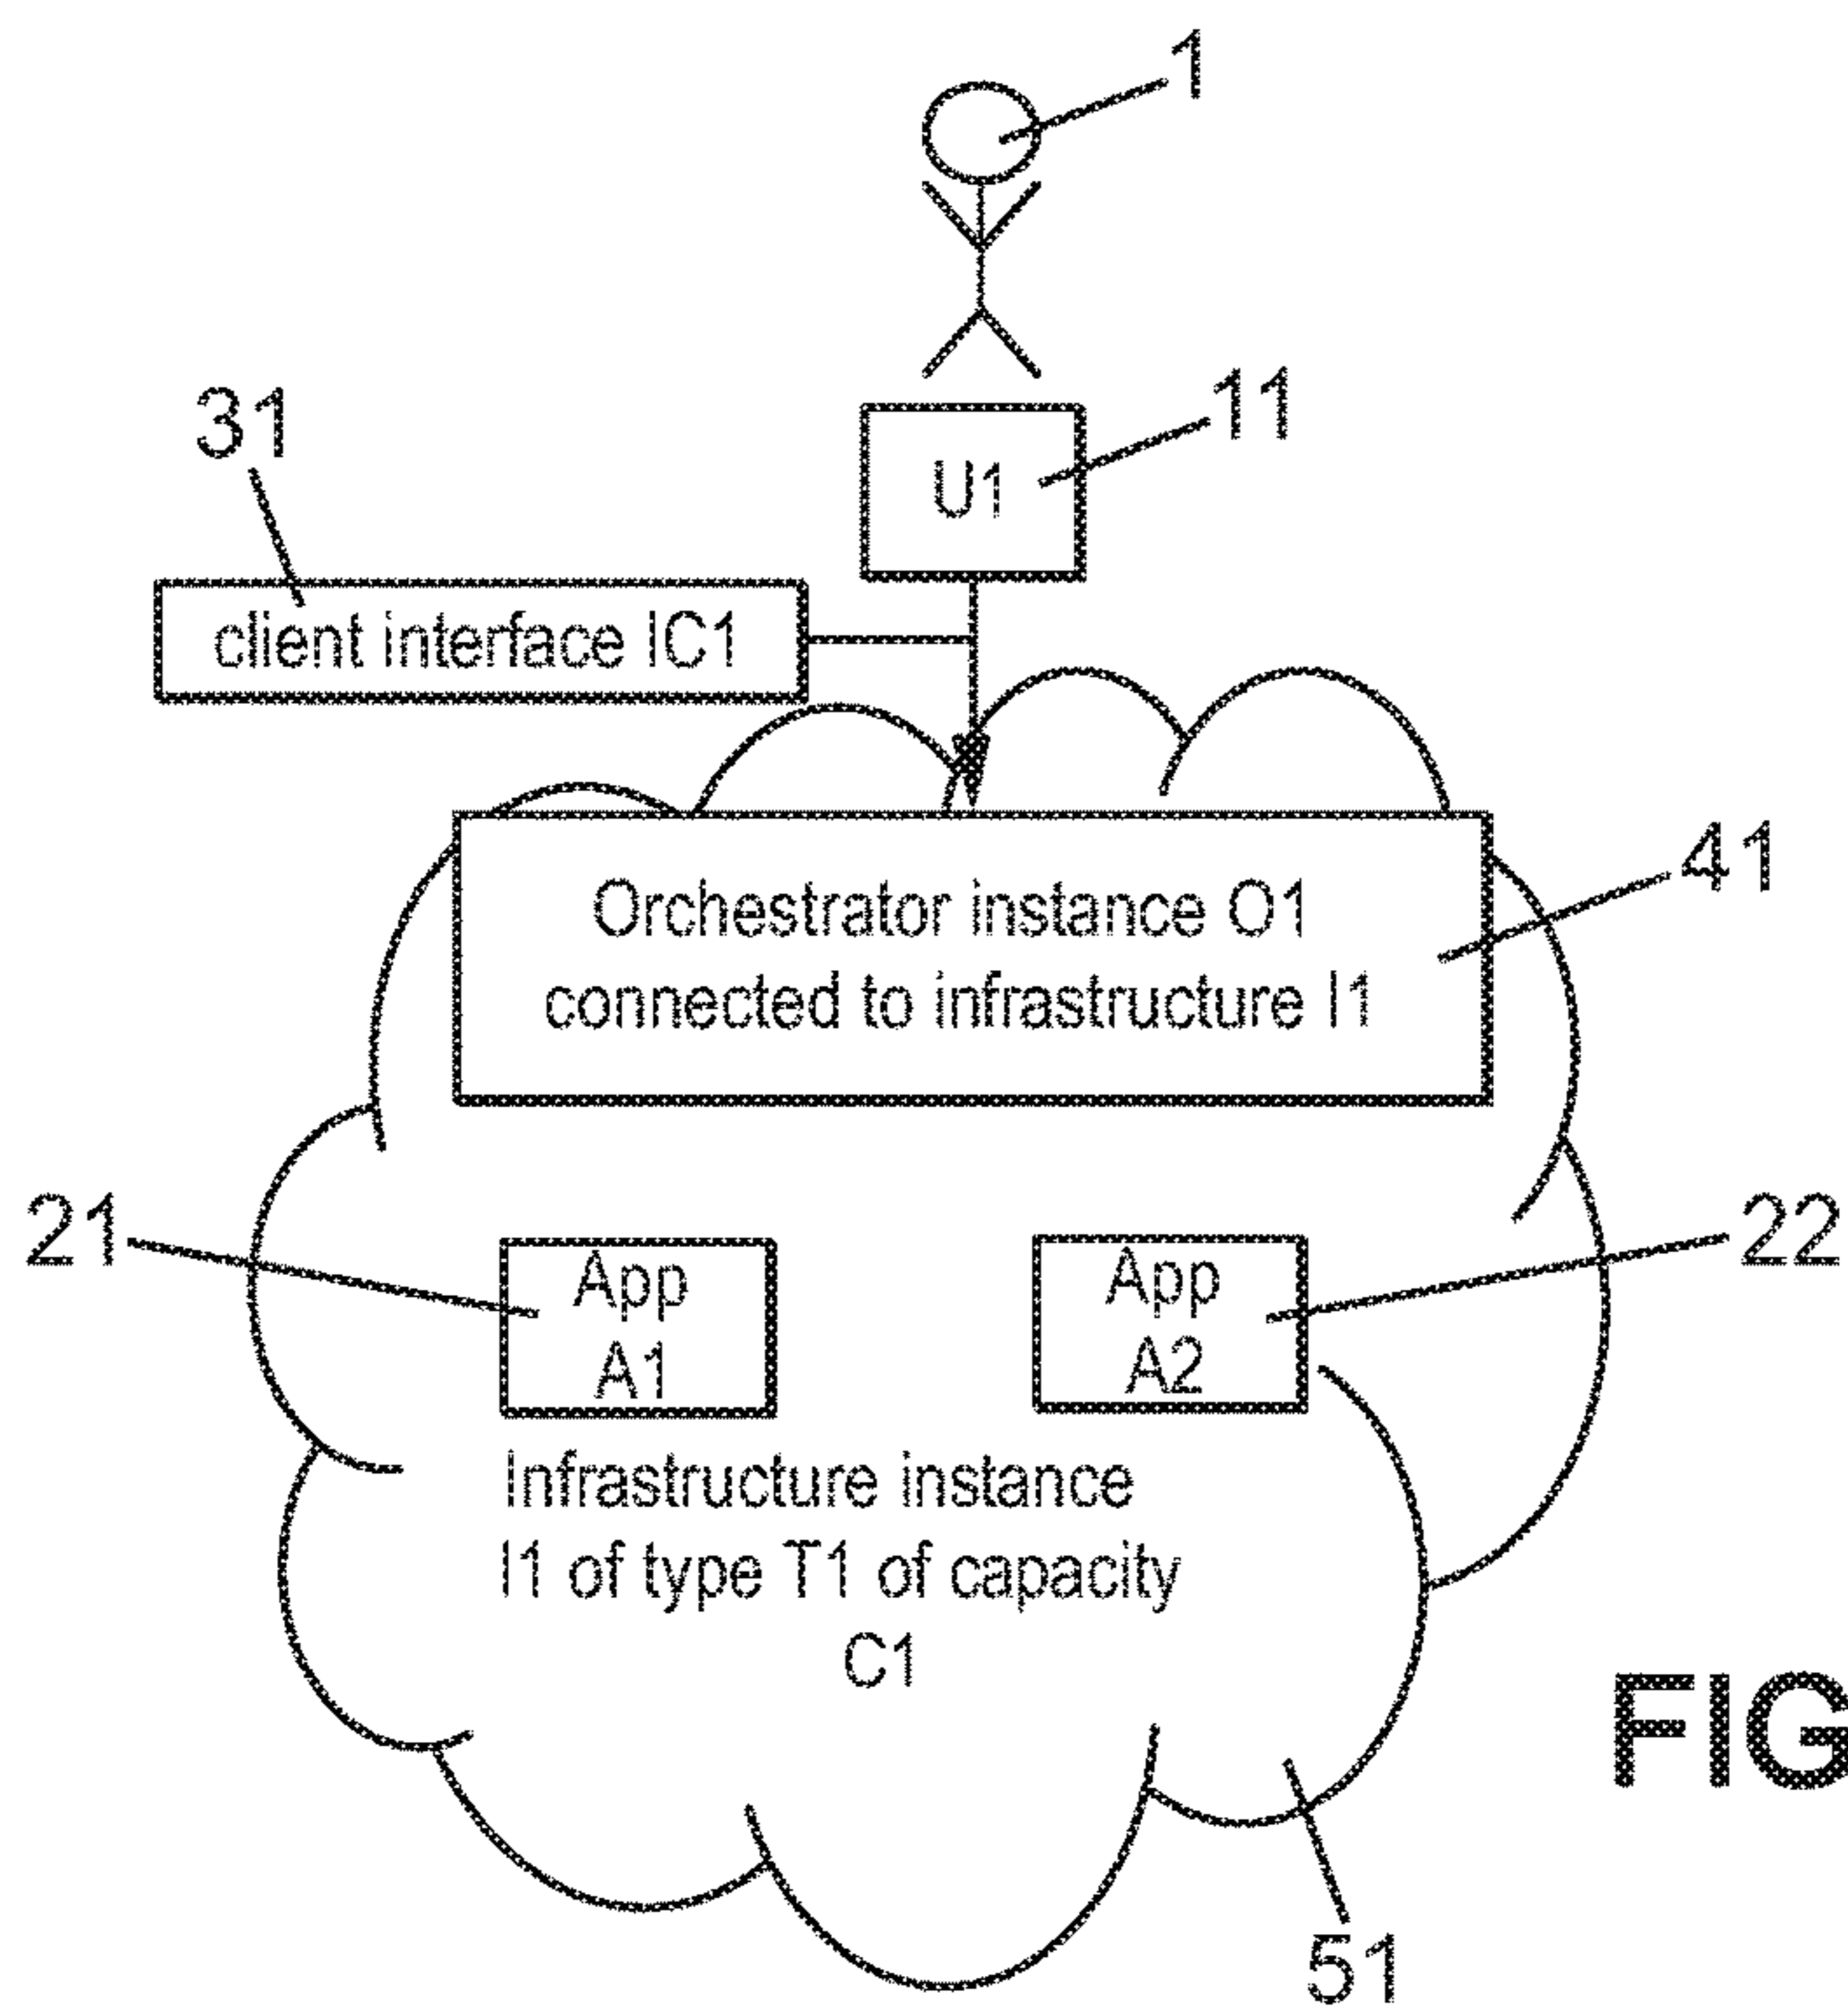 1
11
U1
31
client interface IC1
41
Orchestrator instance O1
connected to infrastructure I1
21
22
App
A1
App
A2
Infrastructure instance
I1 of type T1 of capacity
C1
FIG
51